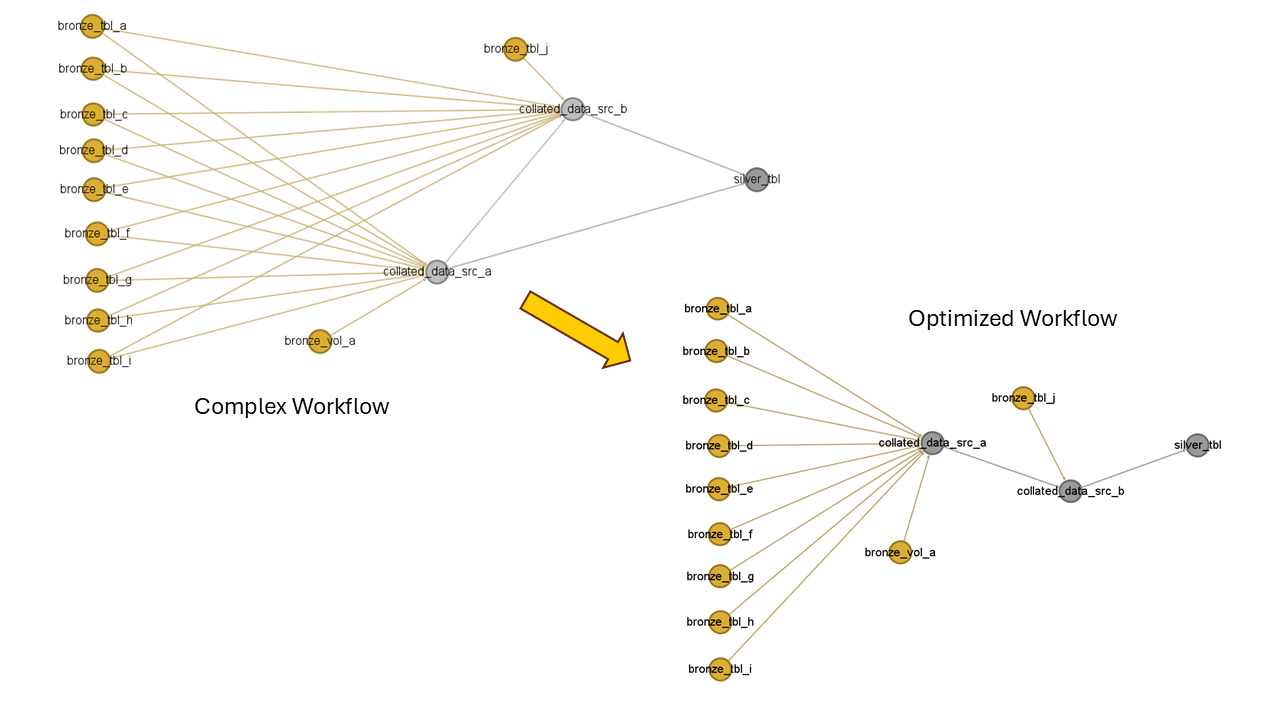 bronze_tbl_a
bronze_tbl_b
bronze_tbl_c
bronze_tbl_d
bronze_tbl_e
bronze_tbl_f
bronze_tbl_g
bronze_tbl_h
bronze_tbl_i
bronze_tbl_j
collated_data_src_b
silver_tbl
collated_data_src_a
bronze_vol_a
Complex Workflow
Optimized Workflow
bronze_tbl_a
bronze_tbl_b
bronze_tbl_c
bronze_tbl_d
bronze_tbl_e
bronze_tbl_f
bronze_tbl_g
bronze_tbl_h
bronze_tbl_i
collated_data_src_a
bronze_vol_a
bronze_tbl_j
collated_data_src_b
silver_tbl